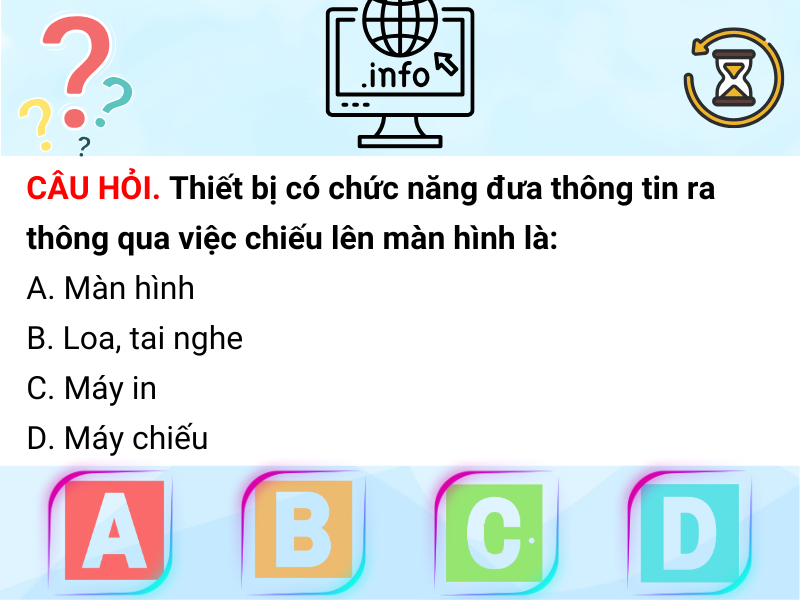 ?
?
?
?
.info
CÂU HỎI. Thiết bị có chức năng đưa thông tin ra
thông qua việc chiếu lên màn hình là:
A. Màn hình
B. Loa, tai nghe
C. Máy in
D. Máy chiếu
A B C D